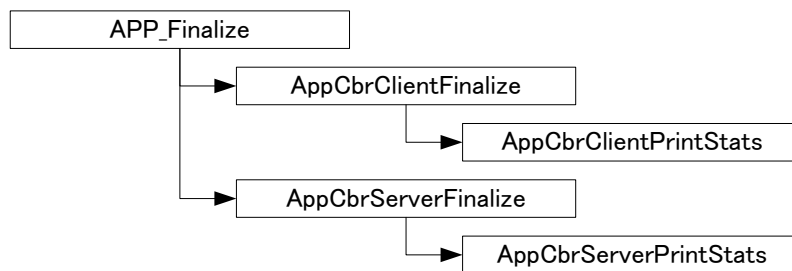 APP_Finalize
AppCbrClientFinalize
AppCbrClientPrintStats
AppCbrServerFinalize
AppCbrServerPrintStats